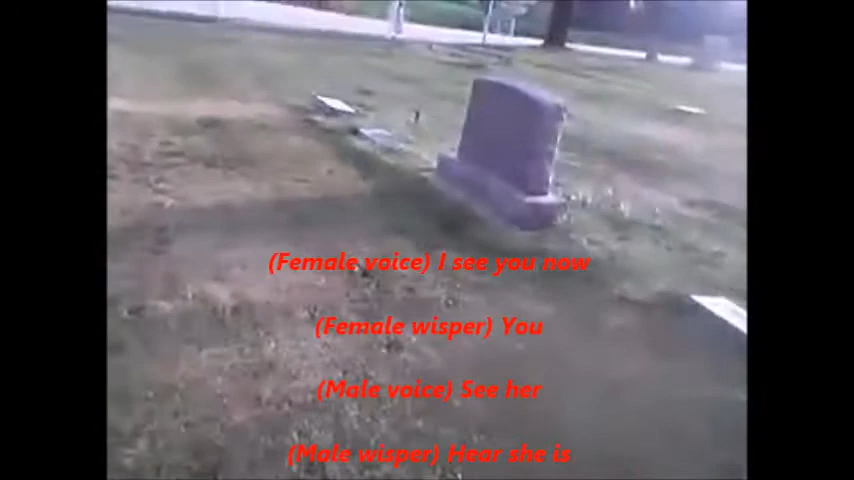 (Female voice) I see you now
(Female wisper) You
(Male voice) See her
(Male wisper) Hear she is